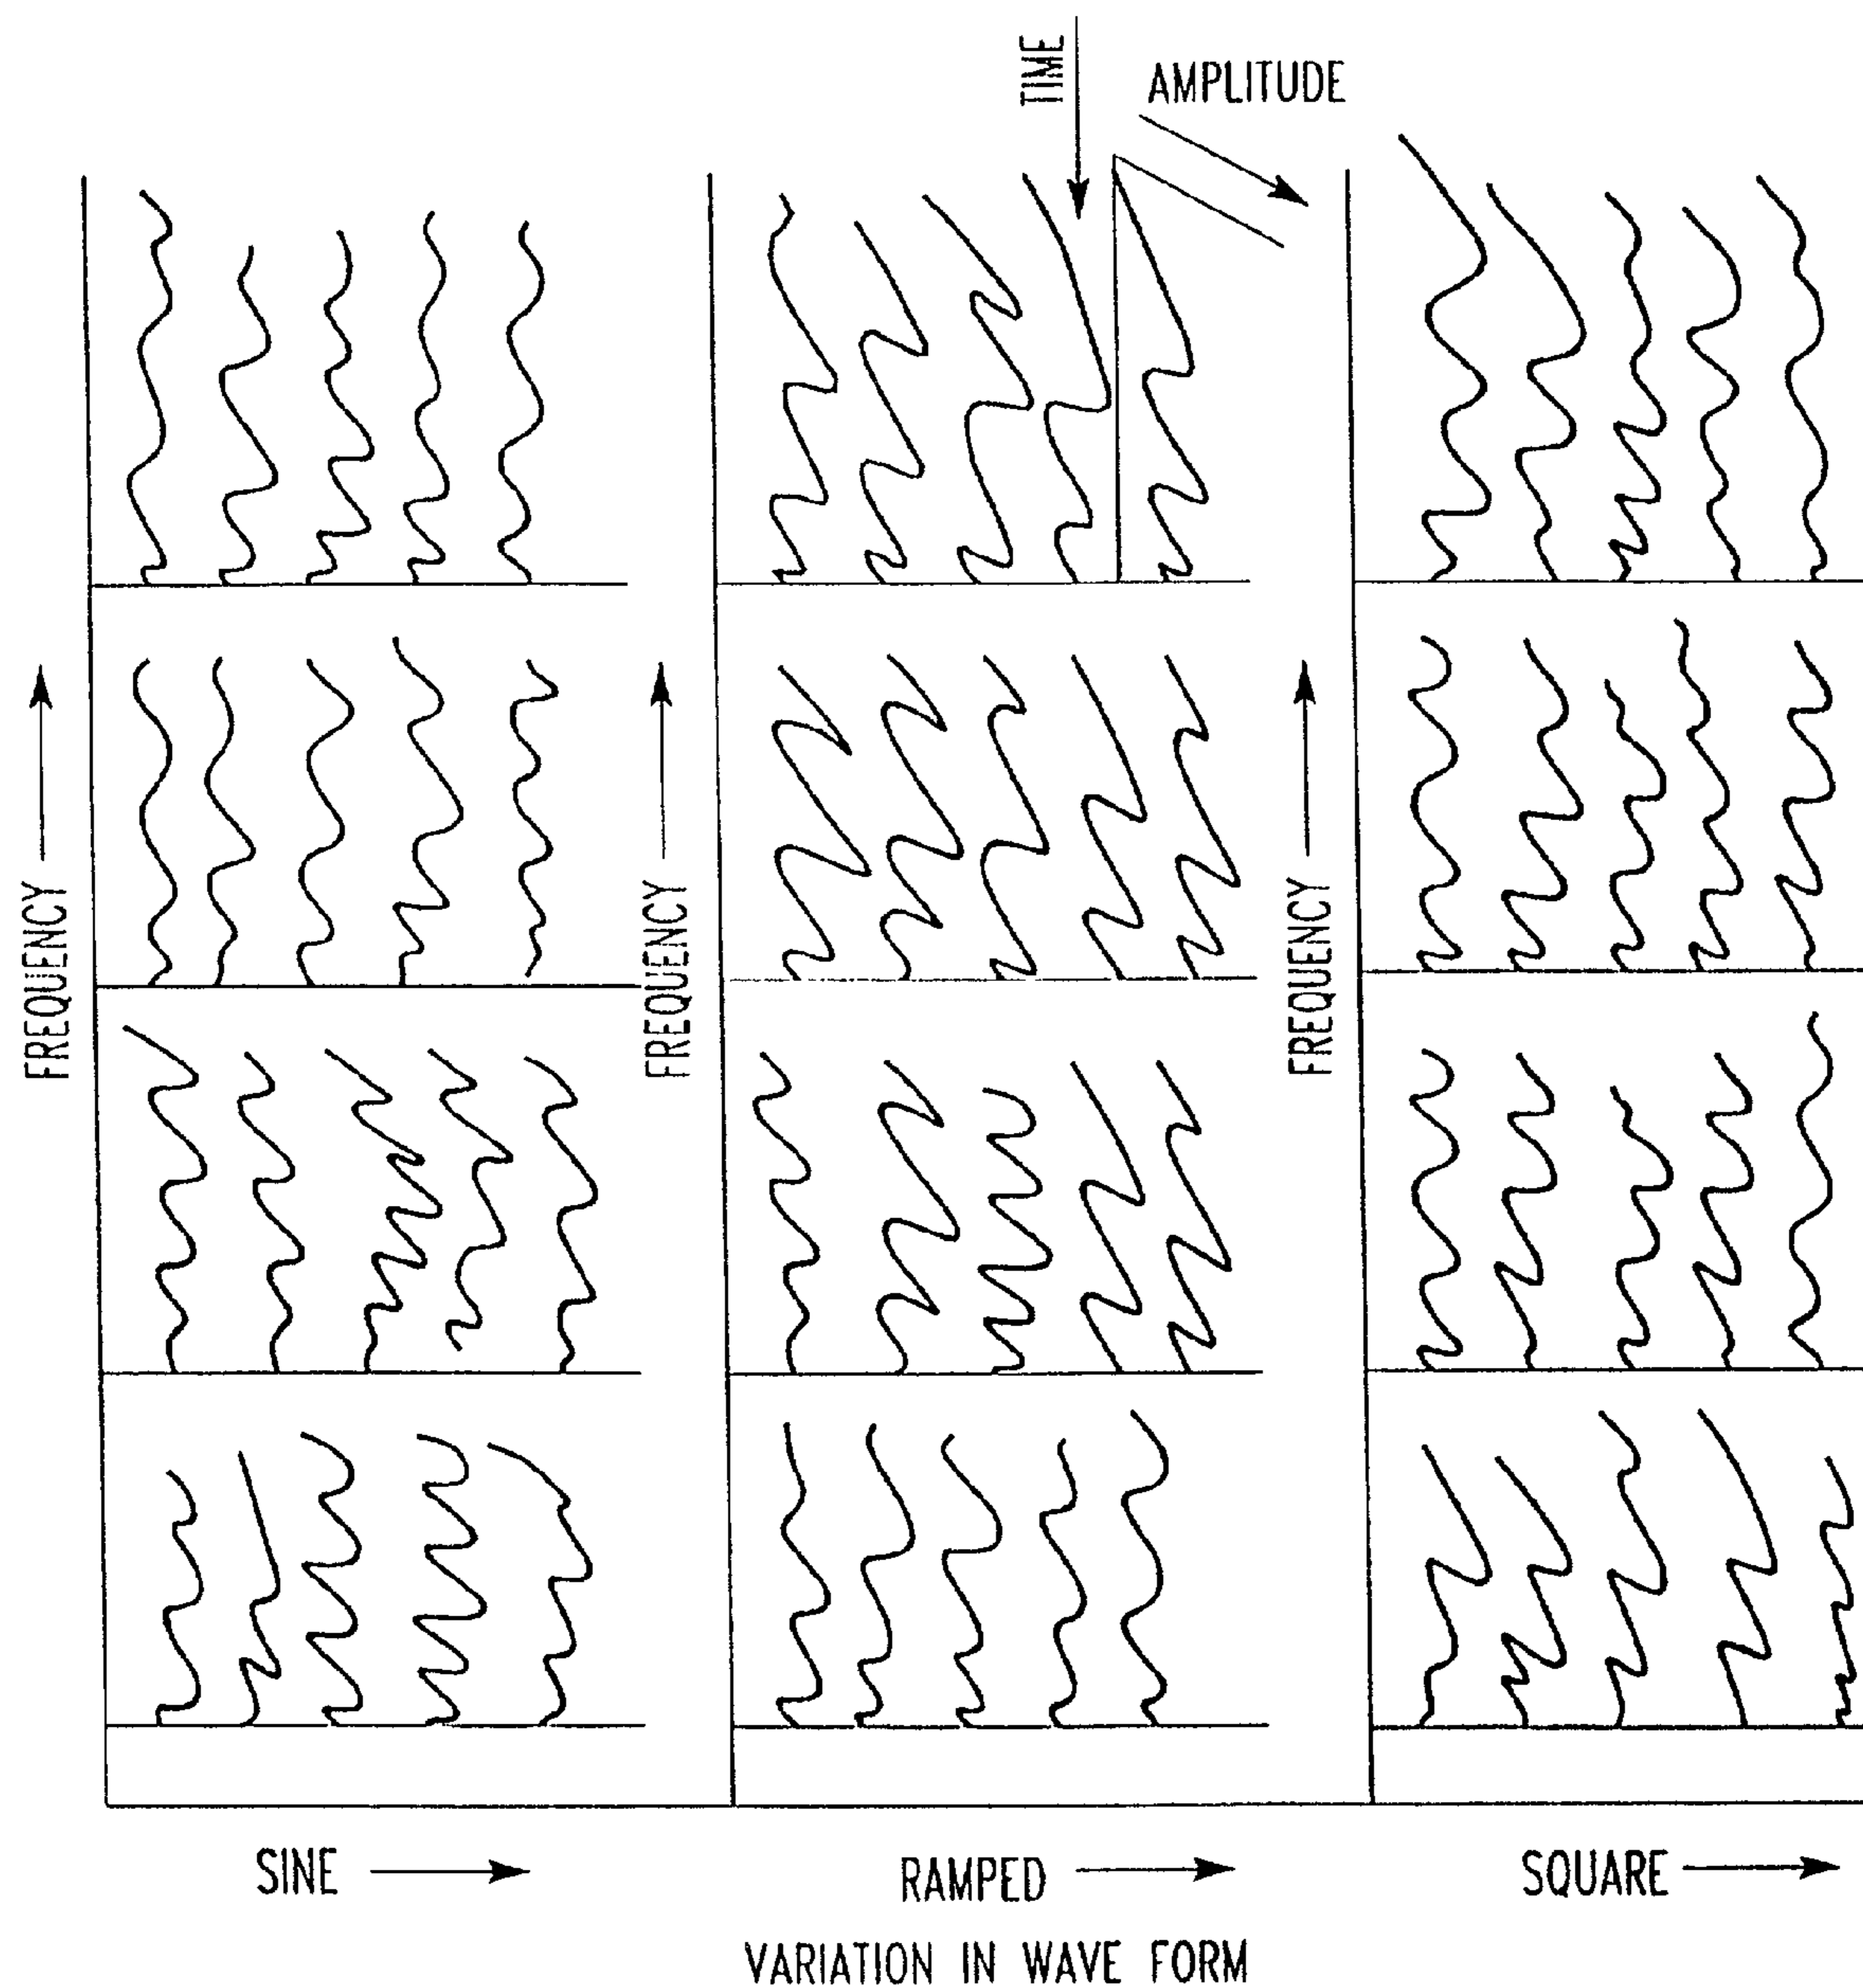 TIME
AMPLITUDE
FREQUENCY
FREQUENCY
FREQUENCY
SINE
RAMPED
SQUARE
VARIATION IN WAVE FORM